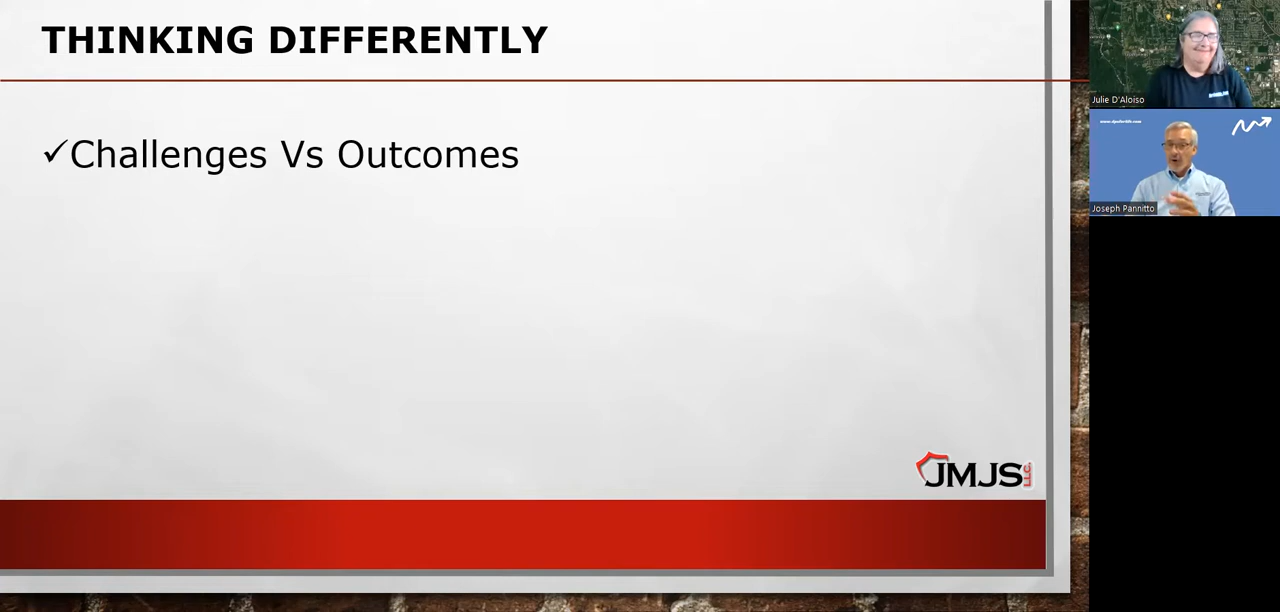 THINKING DIFFERENTLY
✓Challenges Vs Outcomes
JMJS LLC.
Julie D'Aloiso
Joseph Pannitto